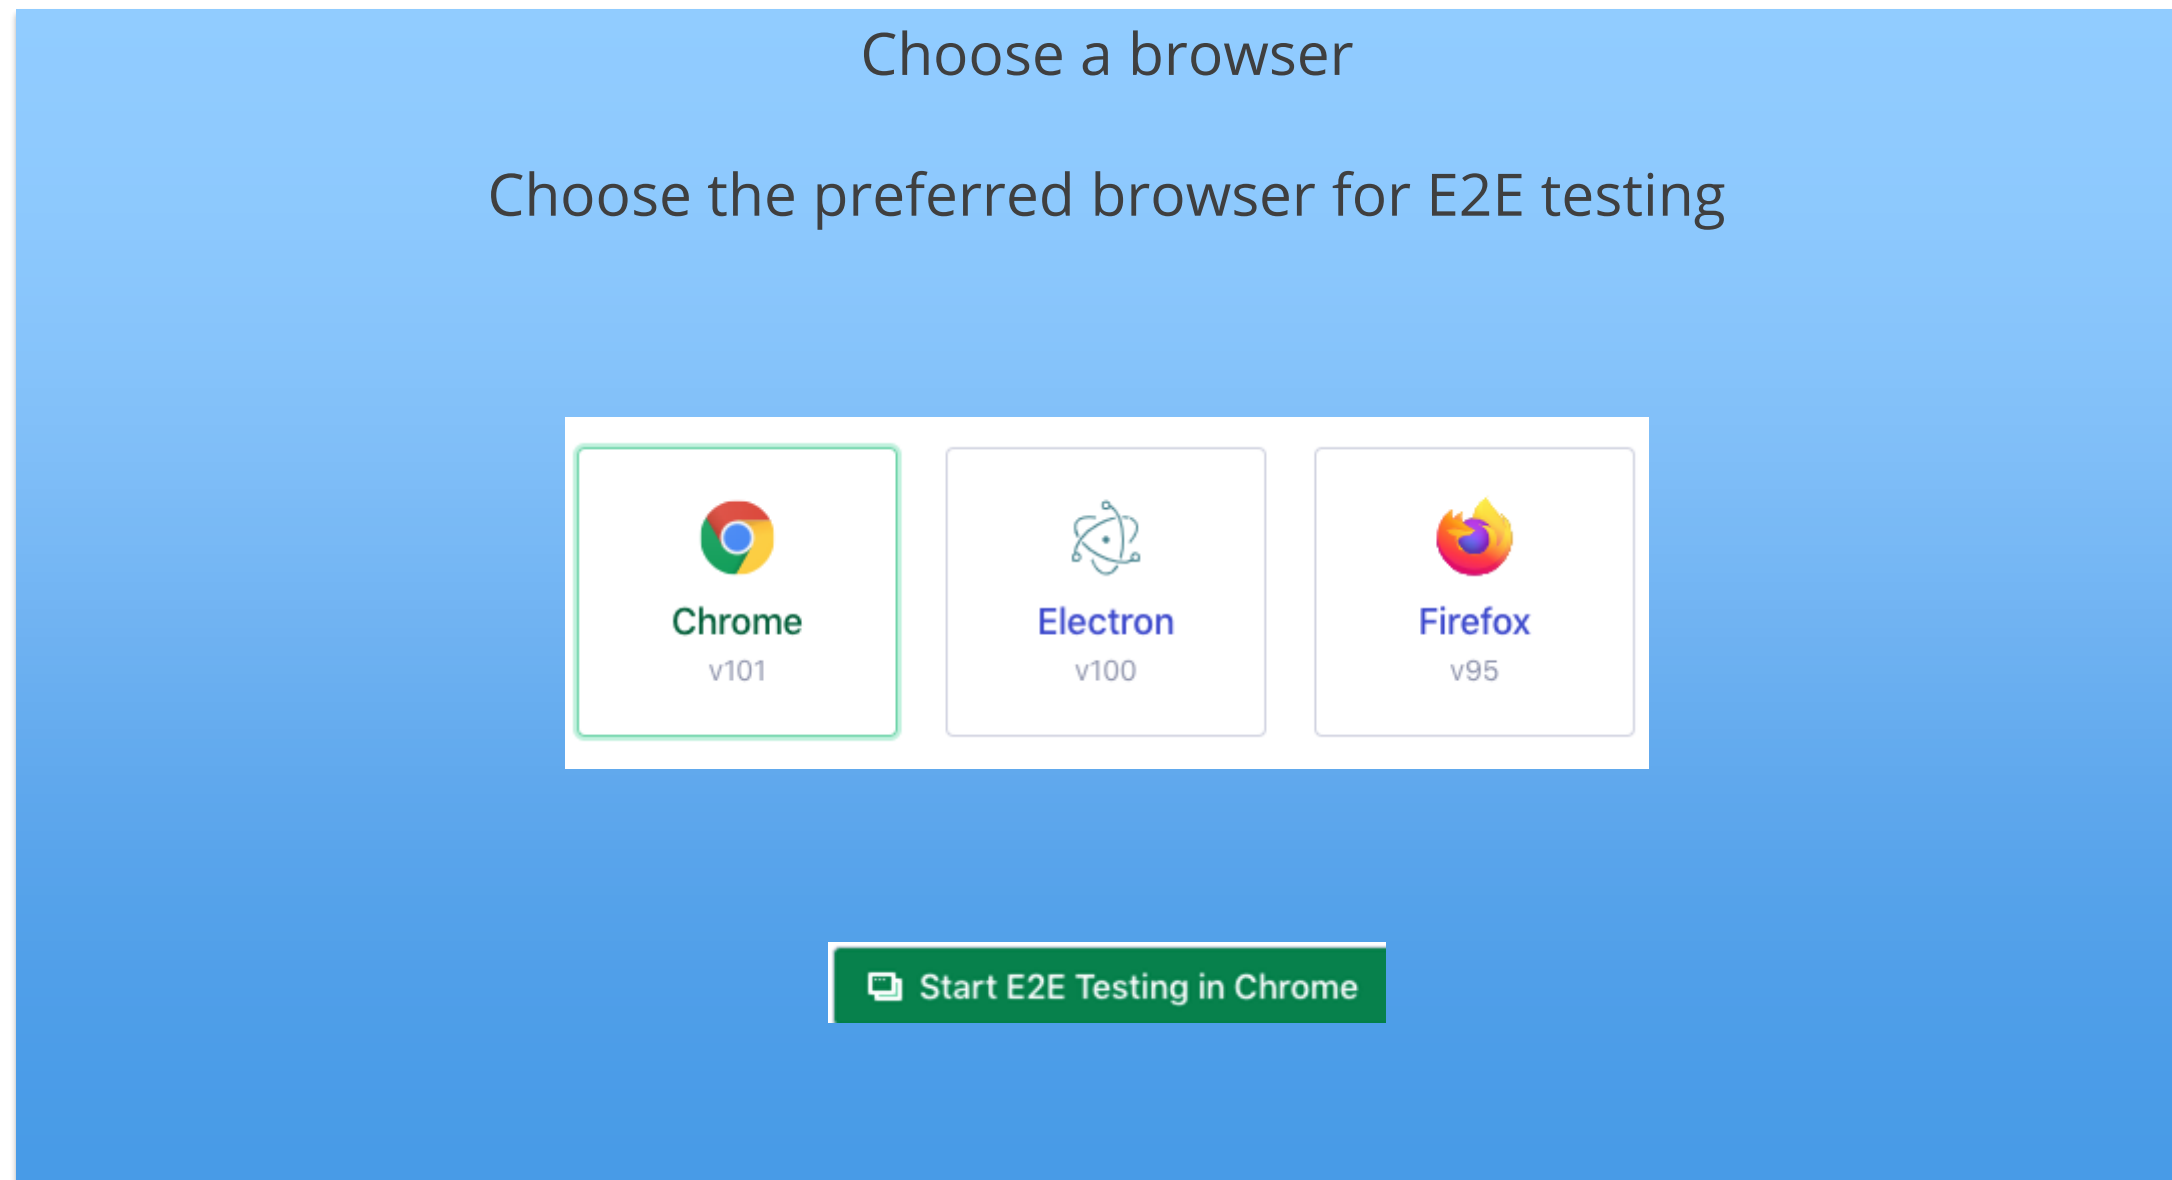 Choose a browser
Choose the preferred browser for E2E testing
Chrome Electron Firefox
v101 v100 v95
Start E2E Testing in Chrome